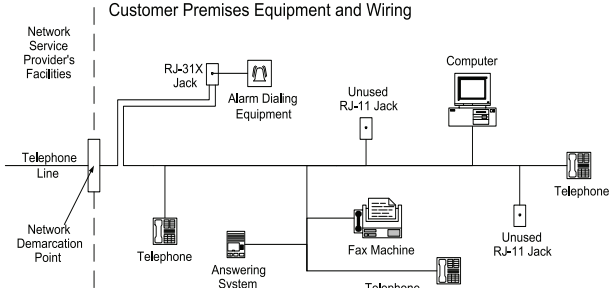 Customer Premises Equipment and Wiring
Network
Service
Provider's
Facilities
RJ-31X
Jack
Alarm Dialing
Equipment
Unused
RJ-11 Jack
Computer
Telephone
Line
Telephone
Network
Demarcation
Point
Telephone
Answering
System
Fax Machine
Unused
RJ-11 Jack
Telephone